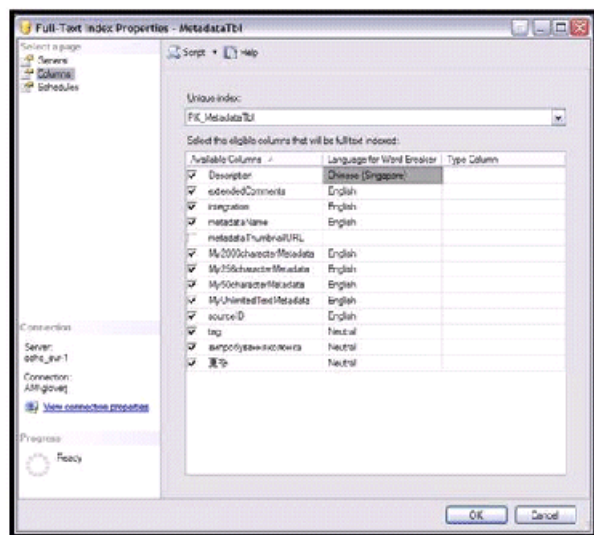 Full-Text Index Properties - MetadataTbl
Select a page
General
Columns
Schedules
Script
Help
Unique index:
PK_MetadataTbl
Select the eligible columns that will be full-text indexed:
Available Columns Language for Word Breaker Type Column
Description Chinese (Singapore)
extendedComments English
integration English
metadataName English
metadataThumbnailURL
My2000characterMetadata English
My256characterMetadata English
My50characterMetadata English
MyUnlimitedTextMetadata English
sourceID English
tag Neutral
Neutral
Neutral
Connection
Server:
Connection:
View connection properties
Progress
Ready
OK Cancel